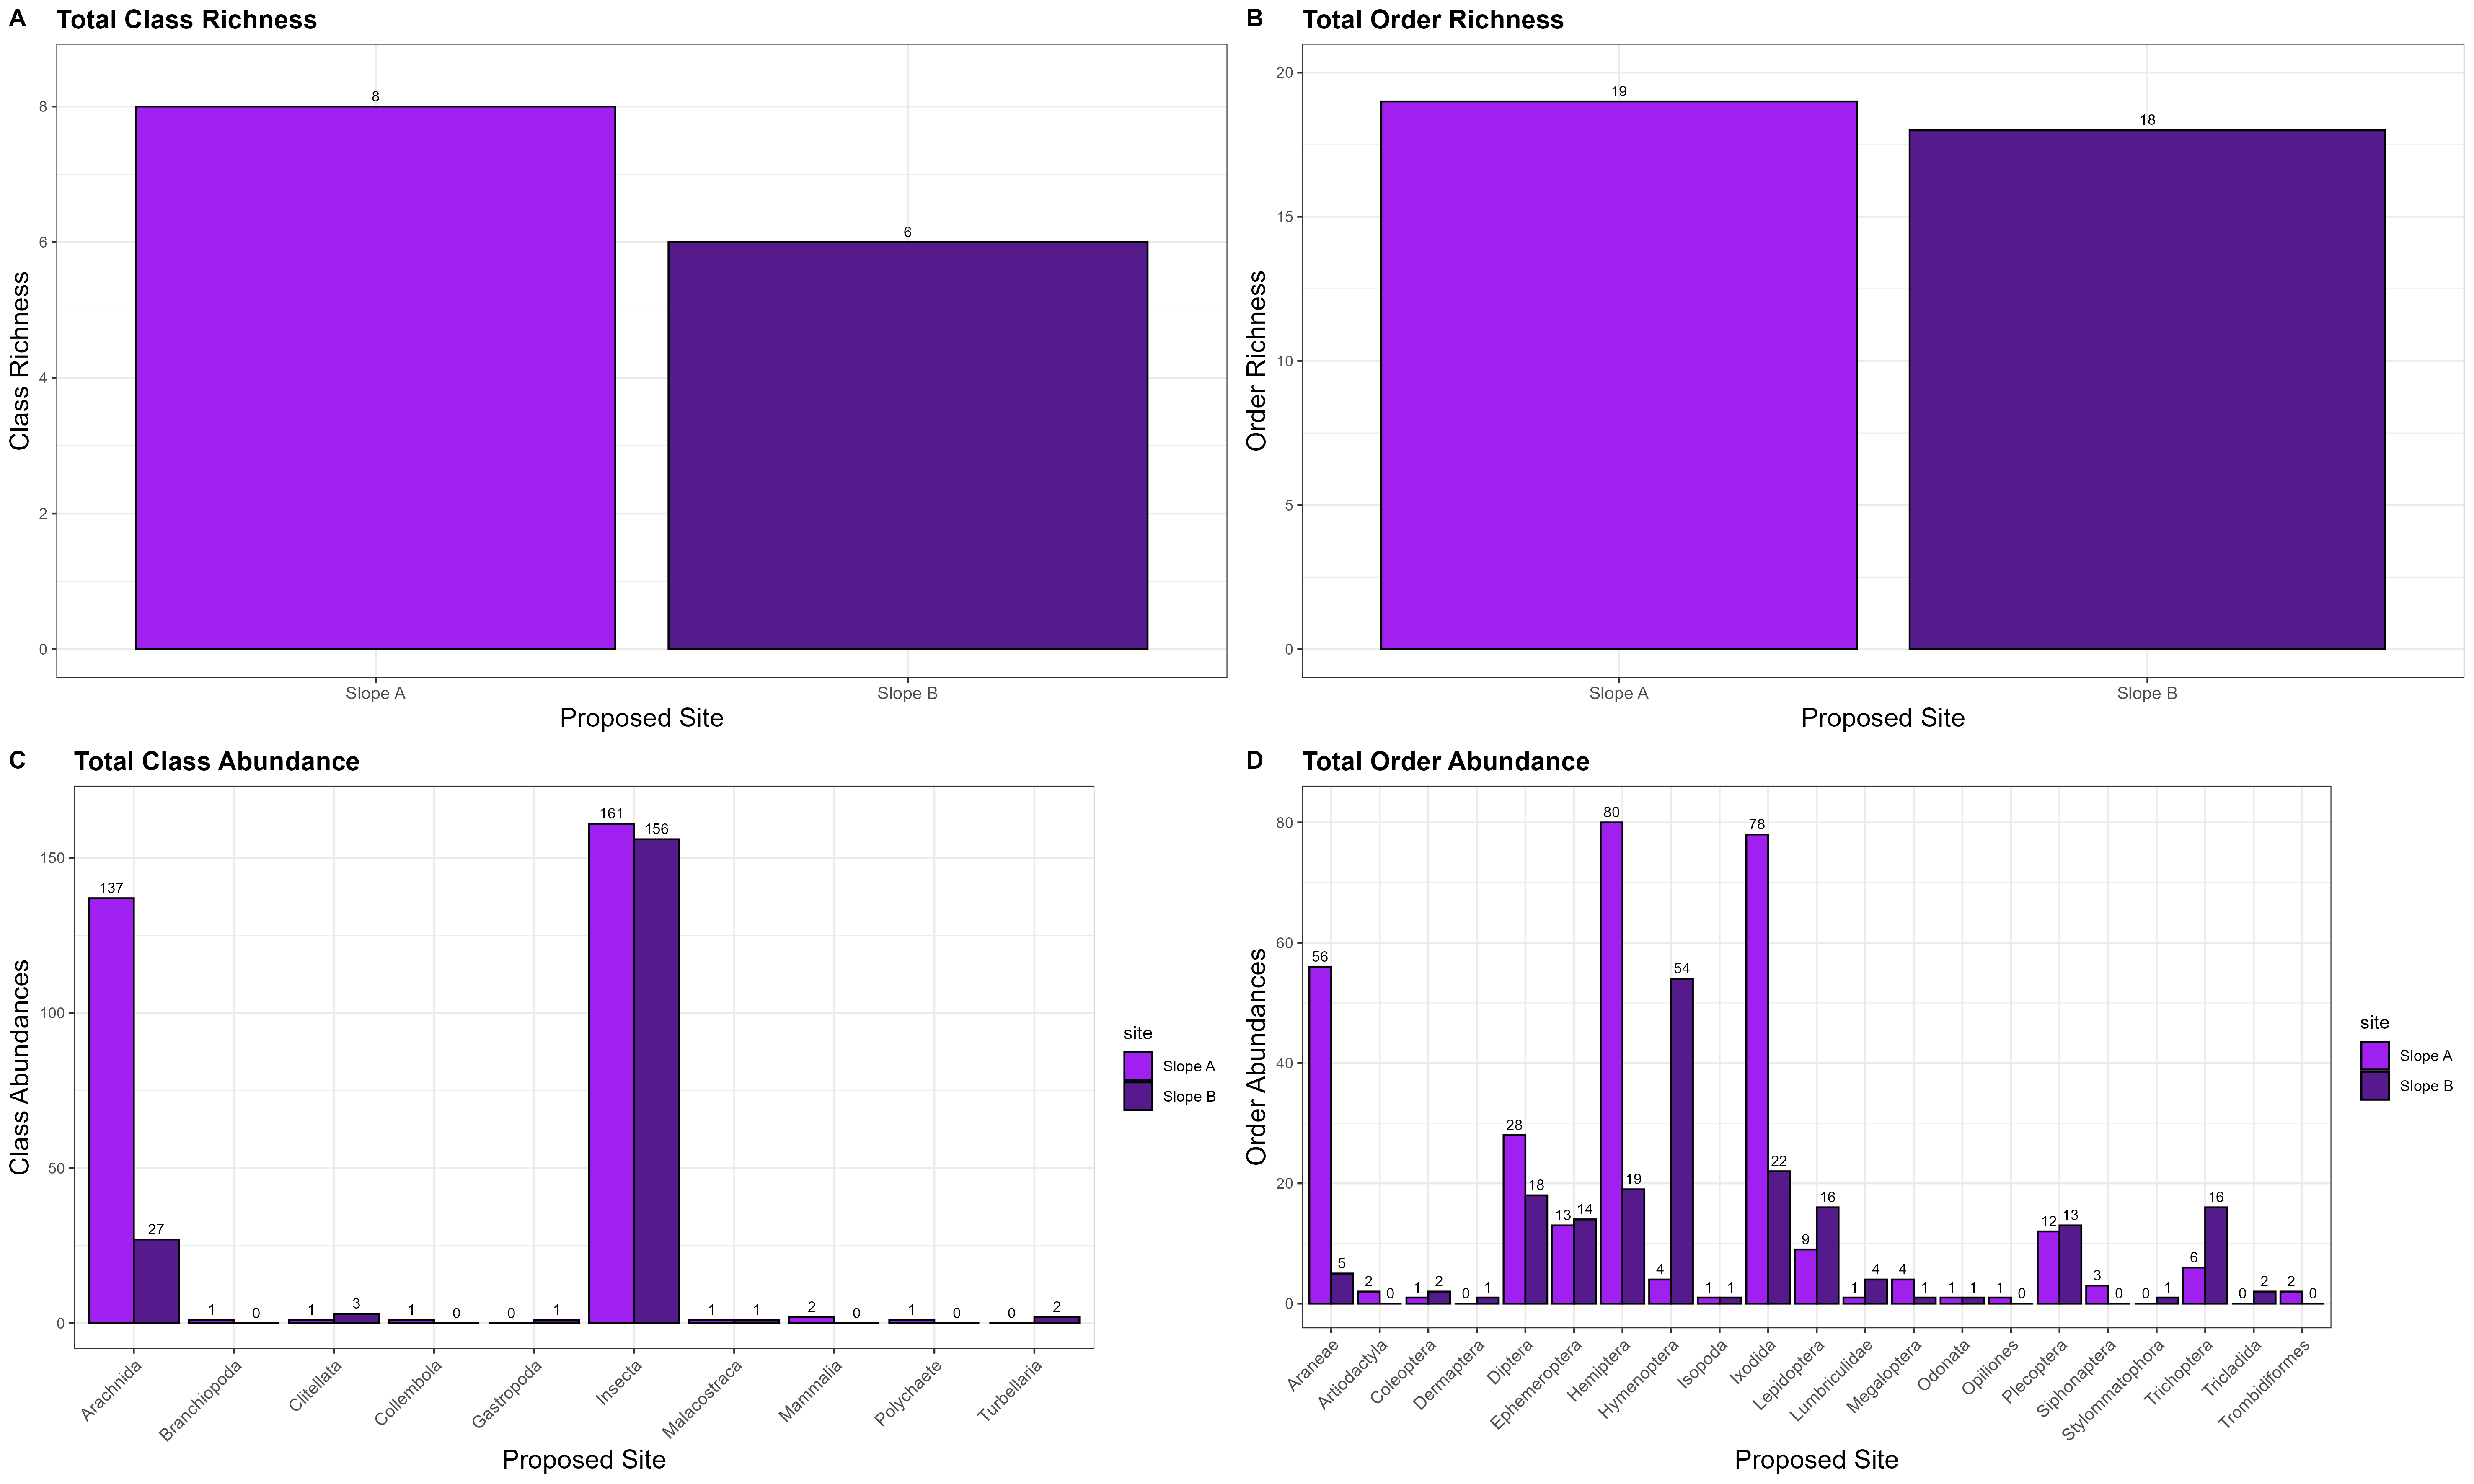 A Total Class Richness
8
6
8
6
4
2
0
Class Richness
Slope A Slope B
Proposed Site
B Total Order Richness
19
18
20
15
10
5
0
Order Richness
Slope A Slope B
Proposed Site
C Total Class Abundance
137 27 1 0 1 3 1 0 0 1 161 156 1 1 2 0 1 0 0 2
150
100
50
0
Class Abundances
Arachnida Branchiopoda Clitellata Collembola Gastropoda Insecta Malacostraca Mammalia Polychaete Turbellaria
Proposed Site
site
Slope A
Slope B
D Total Order Abundance
56 5 2 0 1 2 0 1 28 18 13 14 80 19 4 54 1 1 78 22 9 16 1 4 4 1 1 1 1 0 12 13 3 0 0 1 6 16 0 2 2 0
80
60
40
20
0
Order Abundances
Araneae Artiodactyla Coleoptera Dermaptera Diptera Ephemeroptera Hemiptera Hymenoptera Isopoda Ixodida Lepidoptera Lumbriculidae Megaloptera Odonata Opiliones Plecoptera Siphonaptera Stylommatophora Trichoptera Tricladida Trombidiformes
Proposed Site
site
Slope A
Slope B